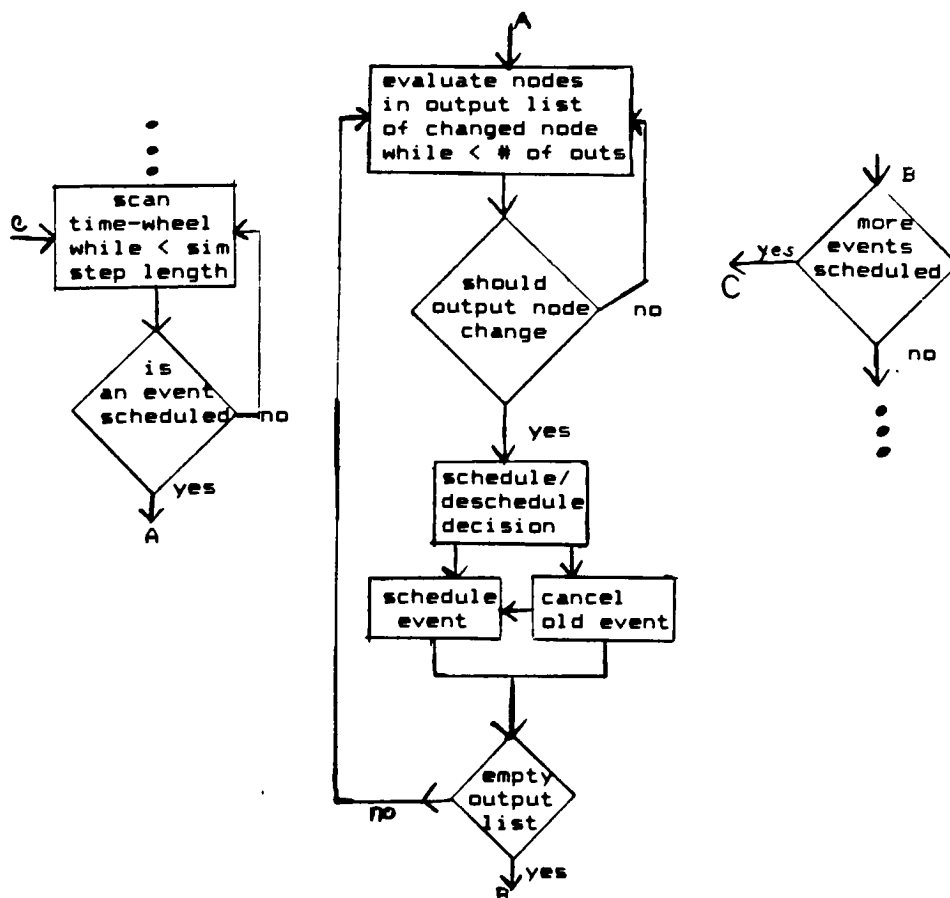 C
scan
time-wheel
while < sim
step length
is
an event
scheduled
no
yes
A
A
evaluate nodes
in output list
of changed node
while < # of outs
should
output node
change
no
yes
schedule/
deschedule
decision
schedule
event
cancel
old event
empty
output
list
no
yes
B
B
more
events
scheduled
yes
C
no